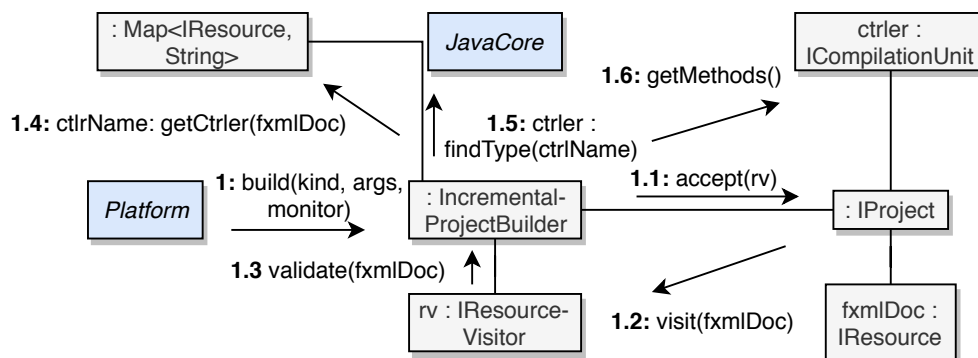 : Map<IResource,
String>
JavaCore
ctrler :
ICompilationUnit
1.6: getMethods()
1.4: ctlrName: getCtrler(fxmlDoc)
1.5: ctrler :
findType(ctrlName)
Platform
1: build(kind, args,
monitor)
: Incremental-
ProjectBuilder
1.1: accept(rv)
: IProject
1.3 validate(fxmlDoc)
rv : IResource-
Visitor
1.2: visit(fxmlDoc)
fxmlDoc :
IResource